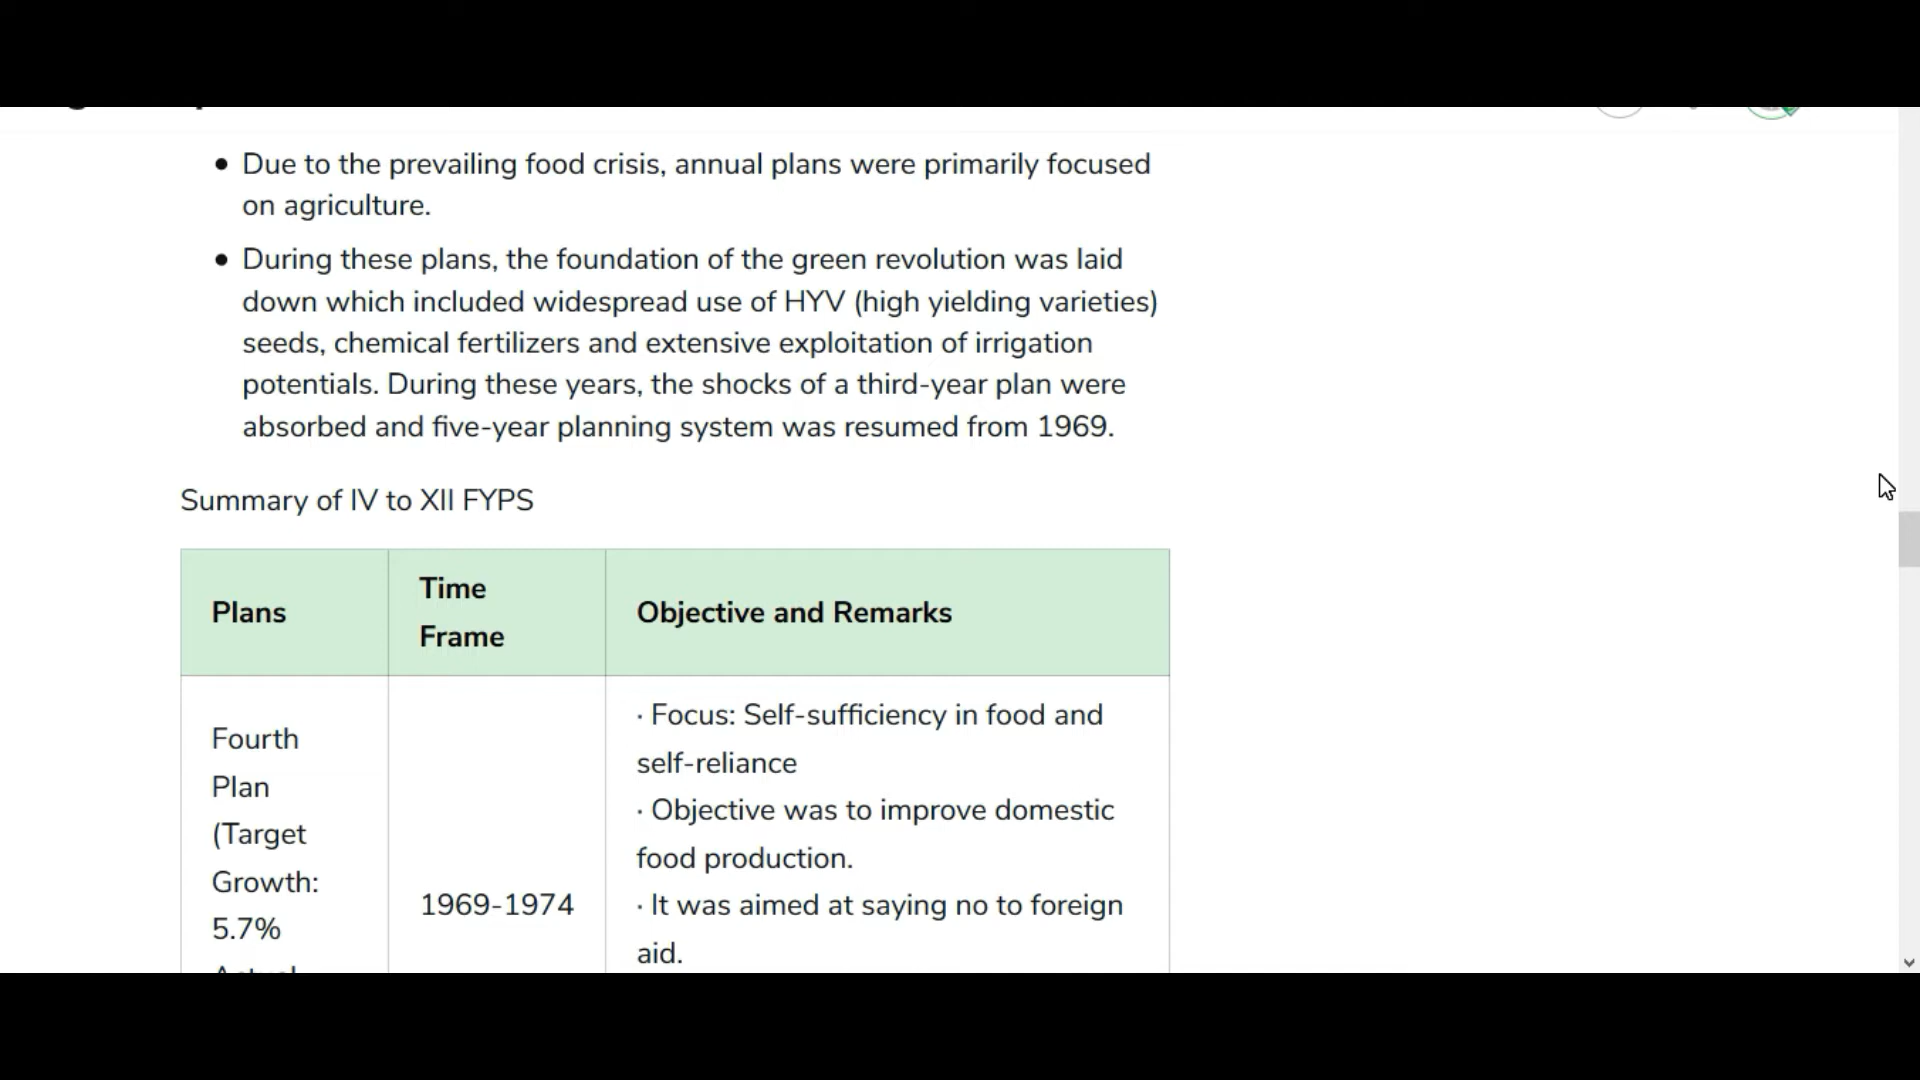 • Due to the prevailing food crisis, annual plans were primarily focused
on agriculture.
• During these plans, the foundation of the green revolution was laid
down which included widespread use of HYV (high yielding varieties)
seeds, chemical fertilizers and extensive exploitation of irrigation
potentials. During these years, the shocks of a third-year plan were
absorbed and five-year planning system was resumed from 1969.
Summary of IV to XII FYPS
Plans
Time
Frame
Objective and Remarks
Fourth
Plan
(Target
Growth:
5.7%
1969-1974
· Focus: Self-sufficiency in food and
self-reliance
· Objective was to improve domestic
food production.
· It was aimed at saying no to foreign
aid.